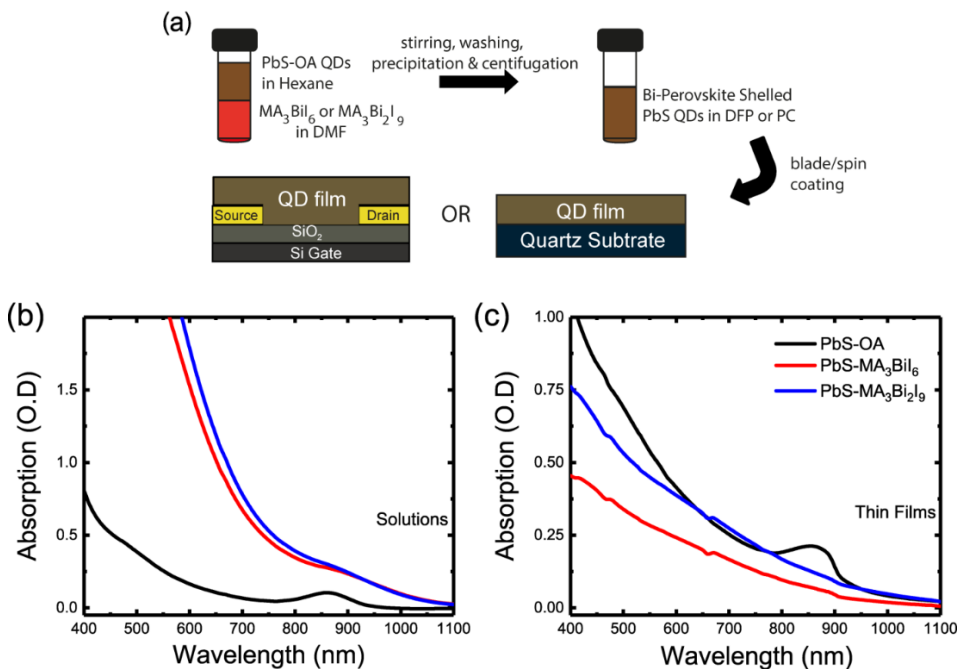 (a)
PbS-OA QDs
in Hexane
MA₃BiI₆ or MA₃Bi₂I₉
in DMF
stirring, washing,
precipitation & centifugation
Bi-Perovskite Shelled
PbS QDs in DFP or PC
blade/spin
coating
QD film
Source
Drain
SiO₂
Si Gate
OR
QD film
Quartz Subtrate
(b)
Absorption (O.D)
1.5
1.0
0.5
0.0
Solutions
400 500 600 700 800 900 1000 1100
Wavelength (nm)
(c)
Absorption (O.D)
1.00
0.75
0.50
0.25
0.00
PbS-OA
PbS-MA₃BiI₆
PbS-MA₃Bi₂I₉
Thin Films
400 500 600 700 800 900 1000 1100
Wavelength (nm)